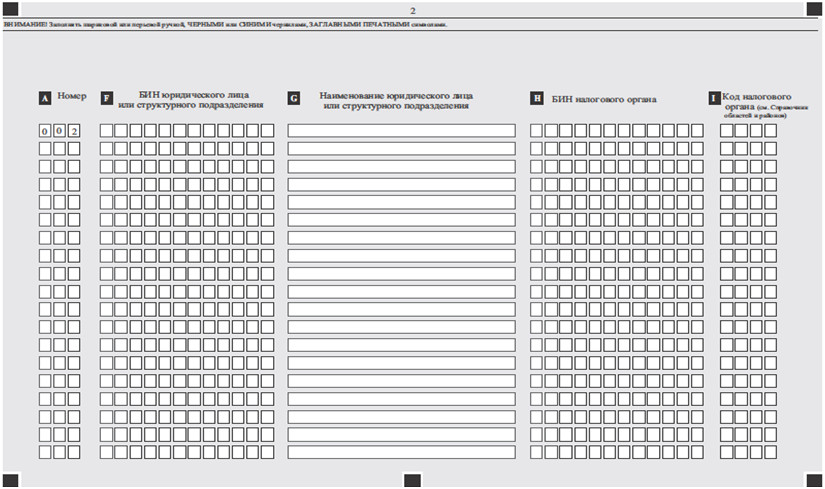 2
ВНИМАНИЕ! Заполнять шариковой или перьевой ручной, ЧЕРНЫМИ или СИНИМИ чернилами, ЗАГЛАВНЫМИ ПЕЧАТНЫМИ символами.
A Номер
F БИН юридического лица
или структурного подразделения
G Наименование юридического лица
или структурного подразделения
H БИН налогового органа
I Код налогового
органа (см. Справочник
областей и районов)
0 0 2